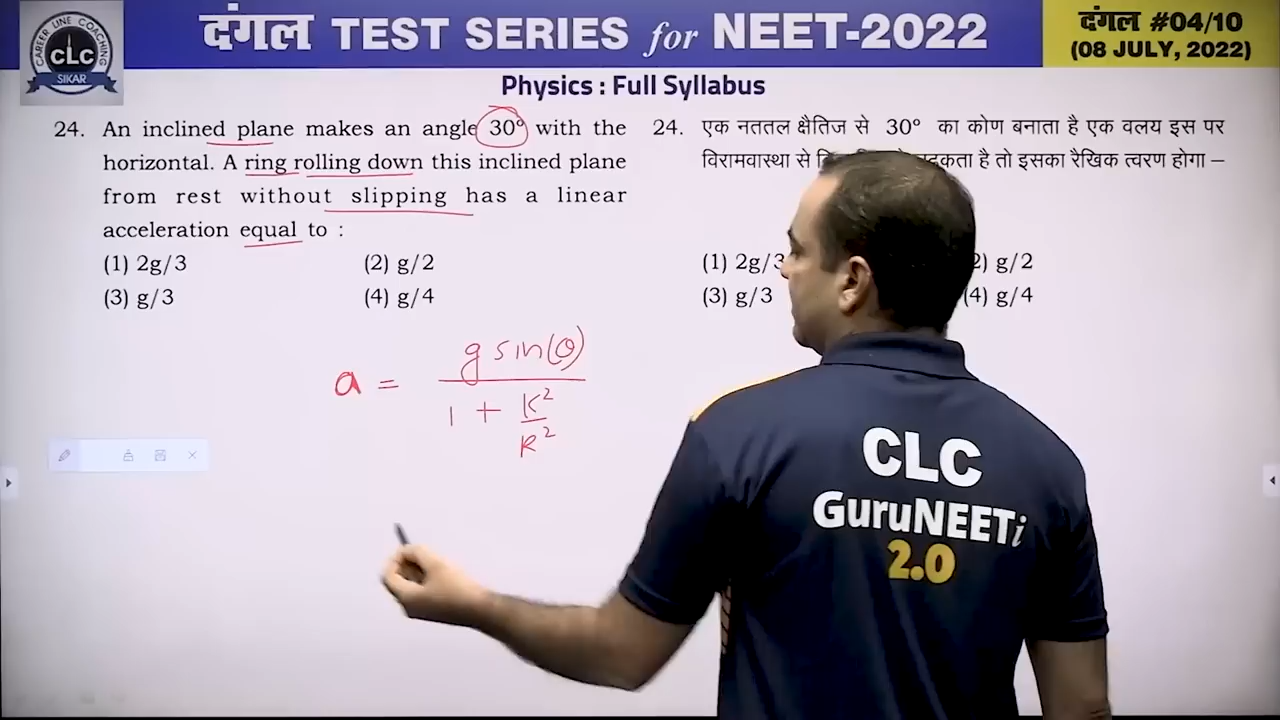 CAREER LINE COACHING
CLC
SIKAR
दंगल TEST SERIES for NEET-2022
दंगल #04/10
(08 JULY, 2022)
Physics : Full Syllabus
24. An inclined plane makes an angle 30° with the
horizontal. A ring rolling down this inclined plane
from rest without slipping has a linear
acceleration equal to :
(1) 2g/3 (2) g/2
(3) g/3 (4) g/4
24. एक नततल क्षैतिज से 30° का कोण बनाता है एक वलय इस पर
विरामवास्था से है तो इसका रैखिक त्वरण होगा –
(1) 2g/3 2) g/2
(3) g/3 (4) g/4
a = g sin(θ)
1 + K²
R²
CLC
GuruNEETi
2.0